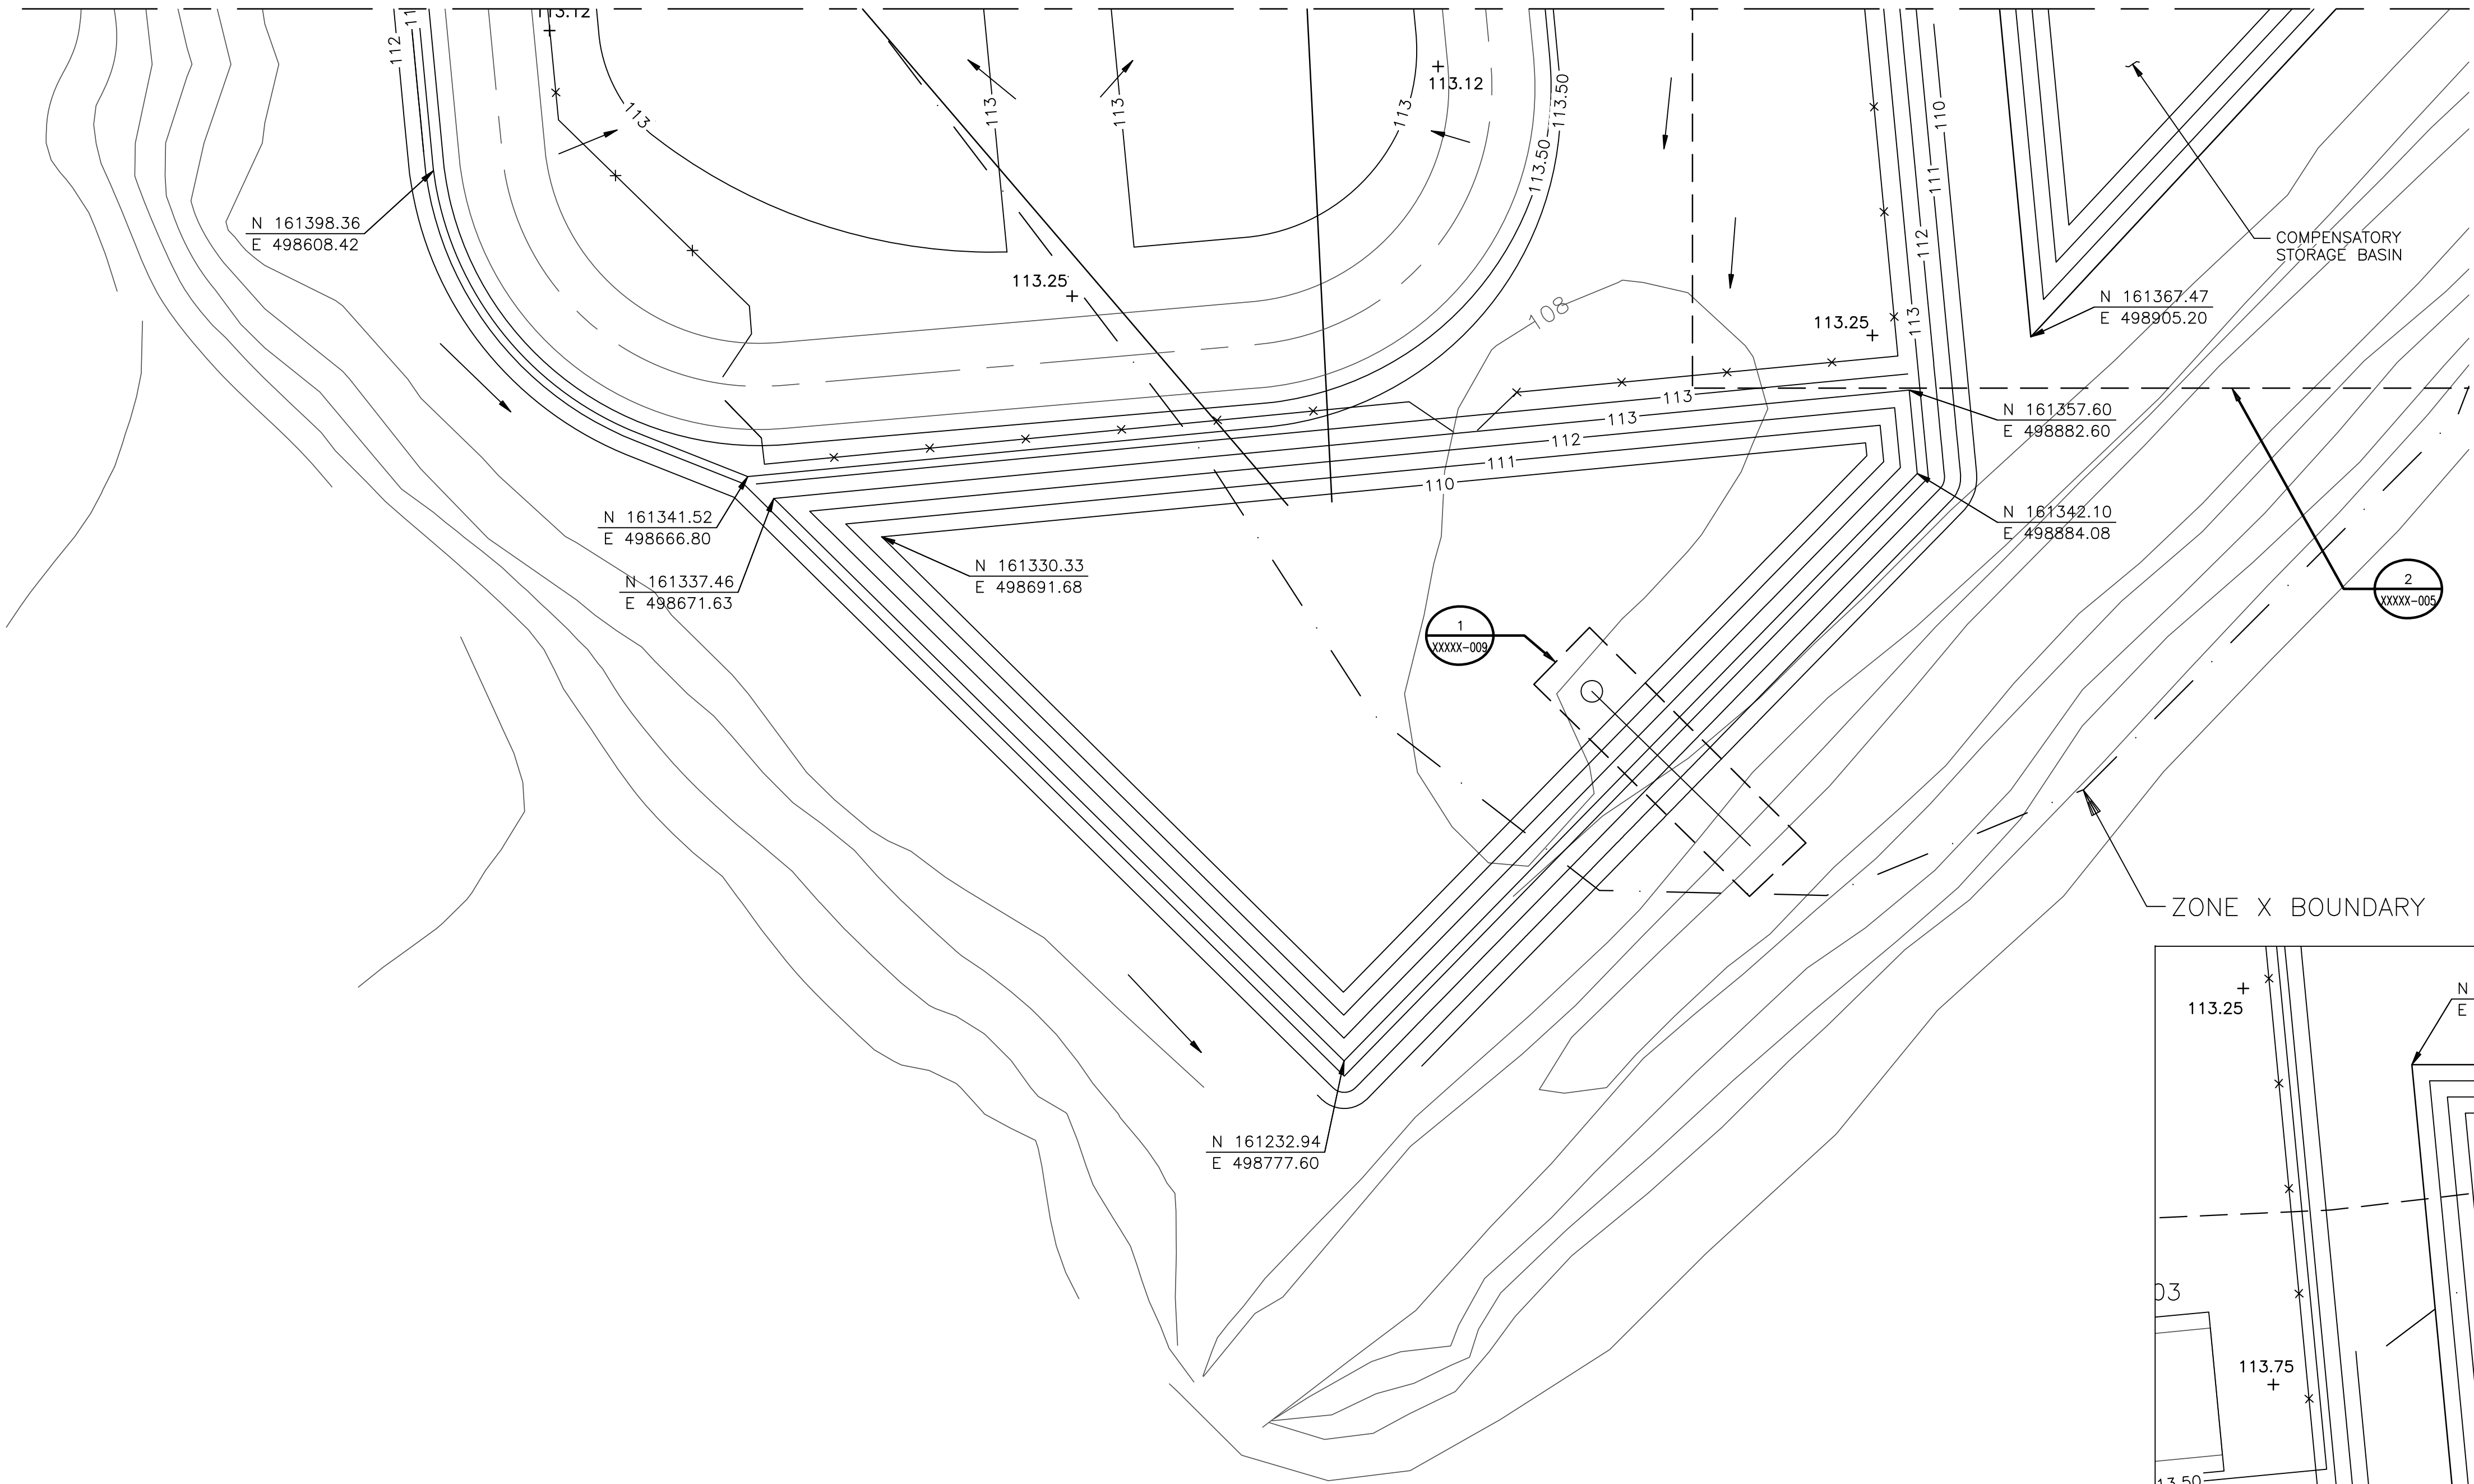 113.12
112
11
113
113
113
113
113.12
113.50
113.50
110
111
112
113
N 161398.36
E 498608.42
113.25
108
113.25
COMPENSATORY
STORAGE BASIN
N 161367.47
E 498905.20
113
113
112
111
110
N 161357.60
E 498882.60
N 161341.52
E 498666.80
N 161342.10
E 498884.08
N 161330.33
E 498691.68
N 161337.46
E 498671.63
1
XXXXX-009
2
XXXXX-005
ZONE X BOUNDARY
N 161232.94
E 498777.60
113.25
N
E
03
113.75
13.50